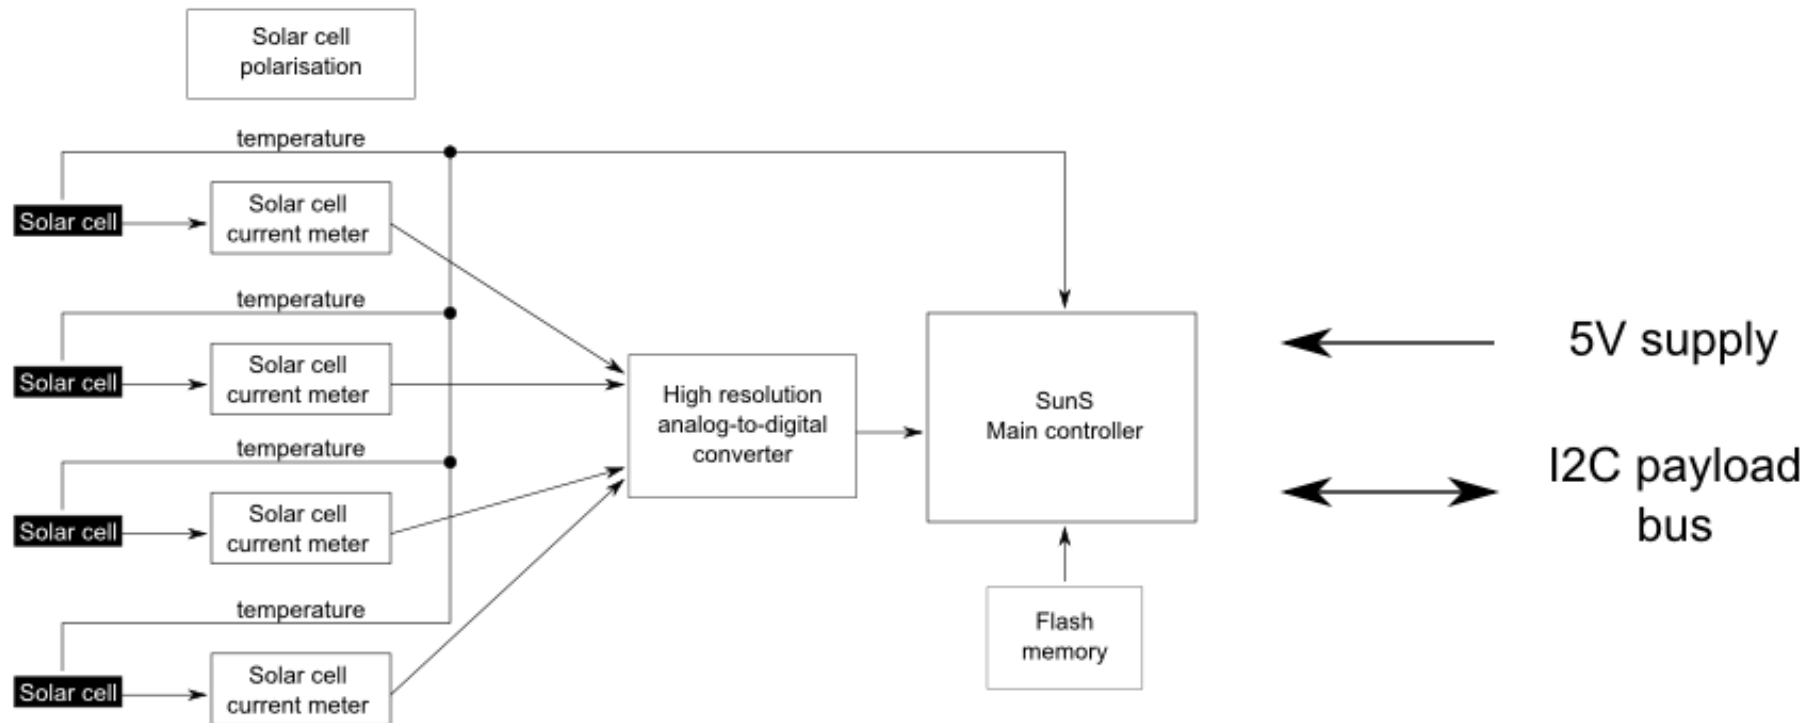 Solar cell
polarisation
temperature
Solar cell
Solar cell
current meter
temperature
Solar cell
Solar cell
current meter
temperature
Solar cell
Solar cell
current meter
temperature
Solar cell
Solar cell
current meter
High resolution
analog-to-digital
converter
SunS
Main controller
Flash
memory
5V supply
I2C payload
bus